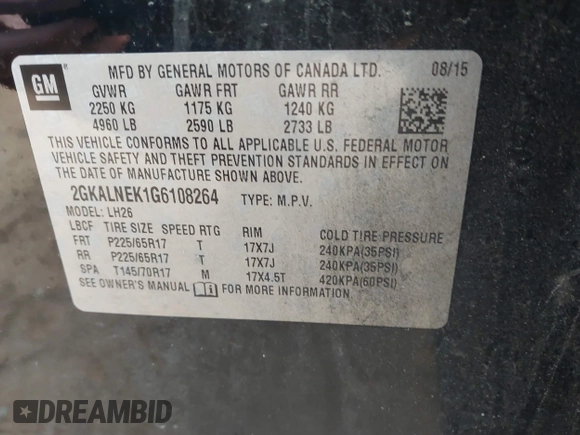 GM
MFD BY GENERAL MOTORS OF CANADA LTD. 08/15
GVWR GAWR FRT GAWR RR
2250 KG 1175 KG 1240 KG
4960 LB 2590 LB 2733 LB
THIS VEHICLE CONFORMS TO ALL APPLICABLE U.S. FEDERAL MOTOR
VEHICLE SAFETY AND THEFT PREVENTION STANDARDS IN EFFECT ON
THE DATE OF MANUFACTURE SHOWN ABOVE.
2GKALNEK1G6108264 TYPE: M.P.V.
MODEL: LH26
LBCF TIRE SIZE SPEED RTG RIM COLD TIRE PRESSURE
FRT P225/65R17 T 17X7J 240KPA(35PSI)
RR P225/65R17 T 17X7J 240KPA(35PSI)
SPA T145/70R17 M 17X4.5T 420KPA(60PSI)
SEE OWNER'S MANUAL FOR MORE INFORMATION
DREAMBID